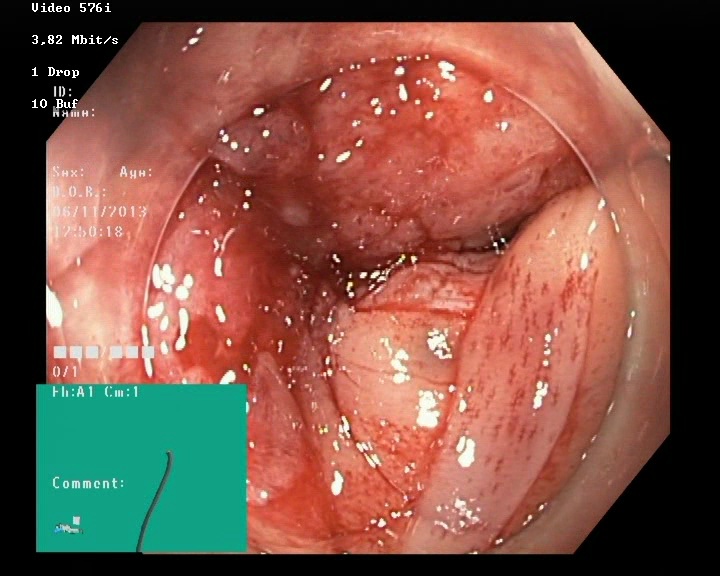 Video 576i
3,82 Mbit/s
1 Drop
ID:
10 Buf
Name:
Sex: Age:
D.O.B.:
06/11/2013
12:50:18
0/1
Ph:A1 Cm:1
Comment: